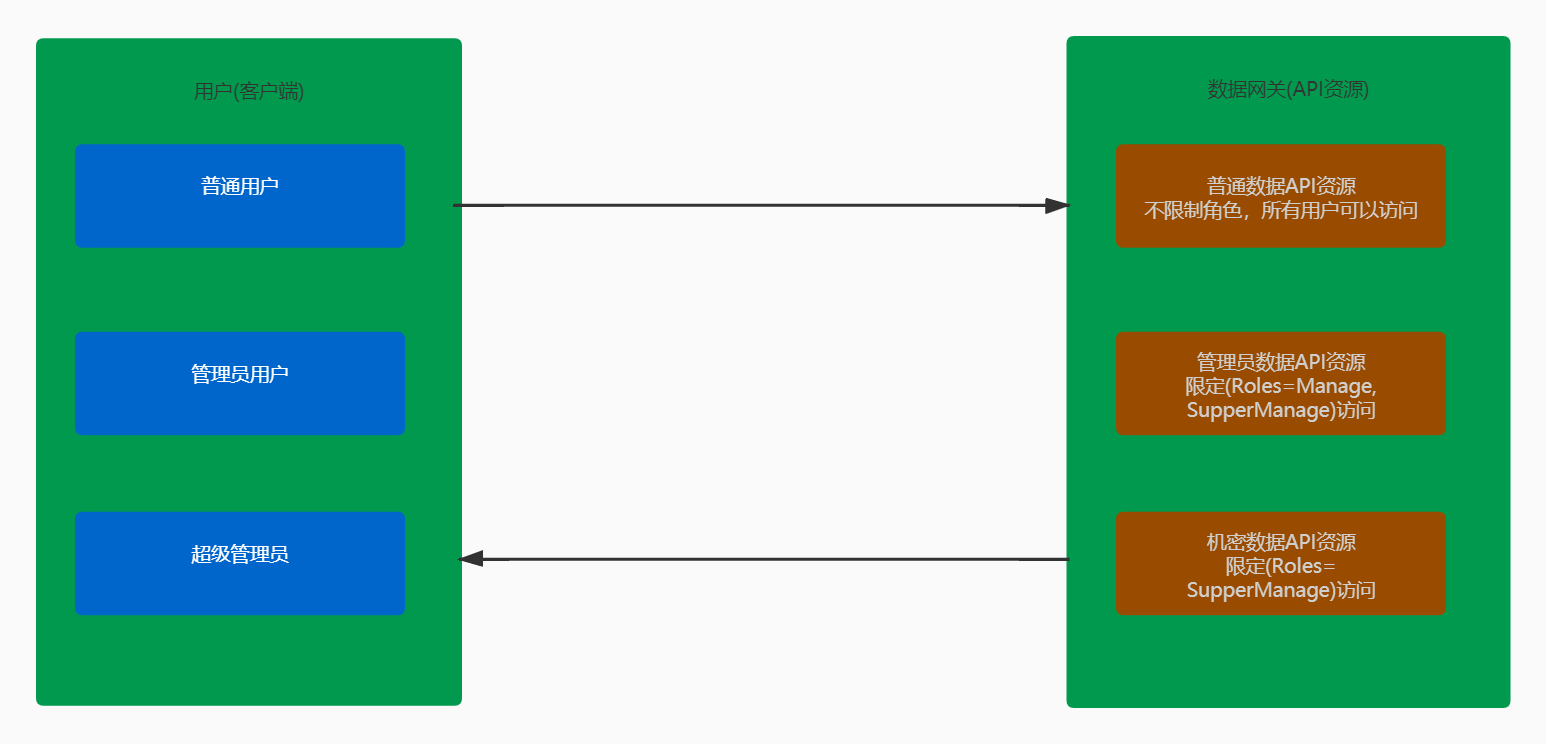 用户(客户端)
普通用户
管理员用户
超级管理员
数据网关(API资源)
普通数据API资源
不限制角色，所有用户可以访问
管理员数据API资源
限定(Roles=Manage,
SupperManage)访问
机密数据API资源
限定(Roles=
SupperManage)访问